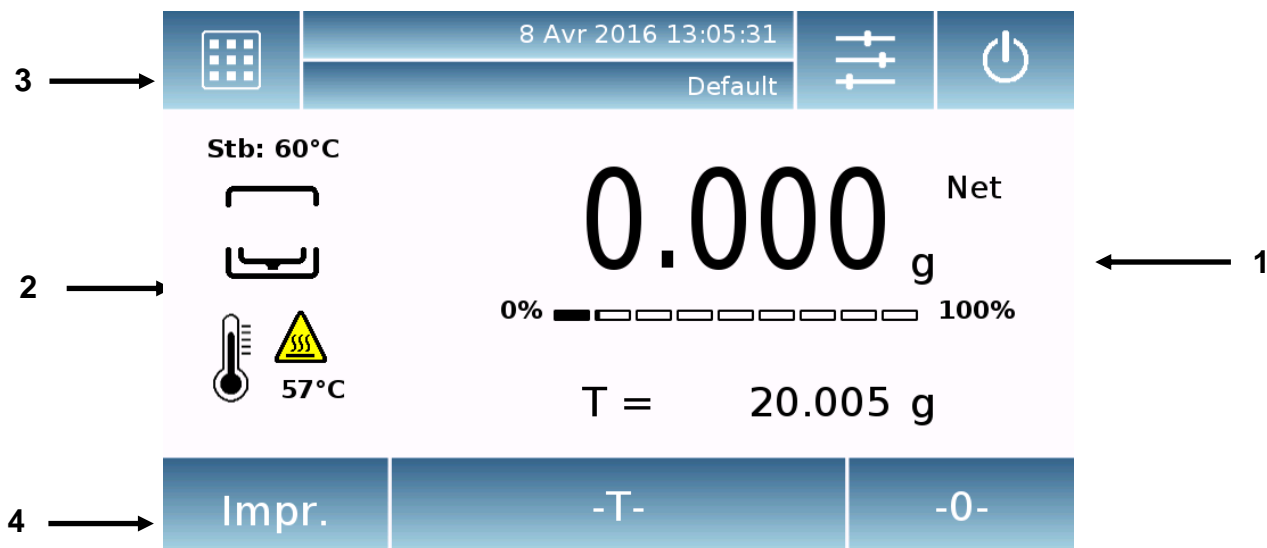 8 Avr 2016 13:05:31
3
Default
Stb: 60°C
Net
0.000 g
1
2
0% 100%
57°C
T = 20.005 g
4
Impr. -T- -0-